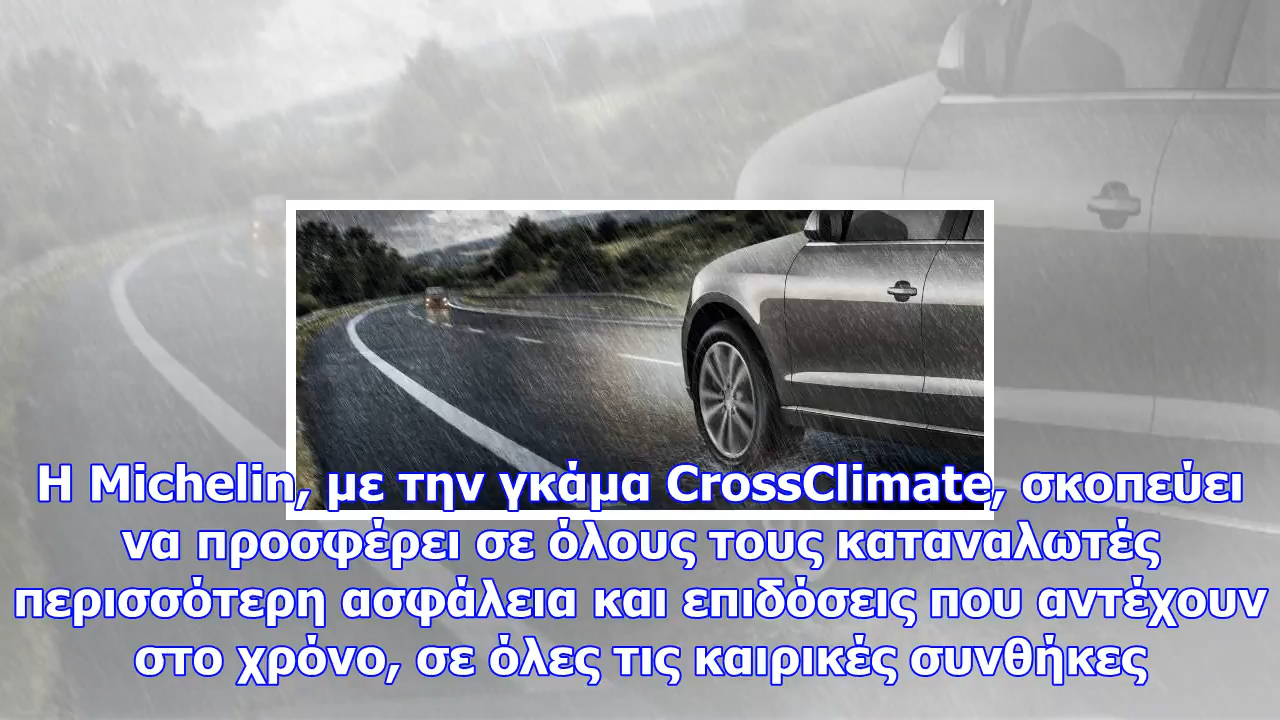 Η Michelin, με την γκάμα CrossClimate, σκοπεύει
να προσφέρει σε όλους τους καταναλωτές
περισσότερη ασφάλεια και επιδόσεις που αντέχουν
στο χρόνο, σε όλες τις καιρικές συνθήκες